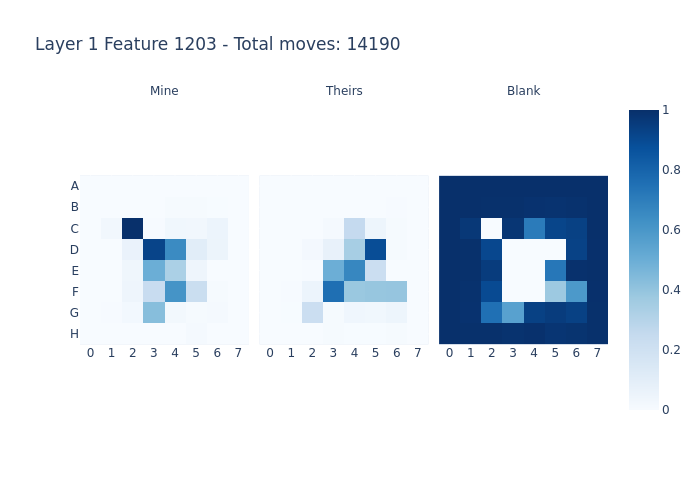 Layer 1 Feature 1203 - Total moves: 14190
Mine Theirs Blank
A
B
C
D
E
F
G
H
0 1 2 3 4 5 6 7 0 1 2 3 4 5 6 7 0 1 2 3 4 5 6 7
1
0.8
0.6
0.4
0.2
0